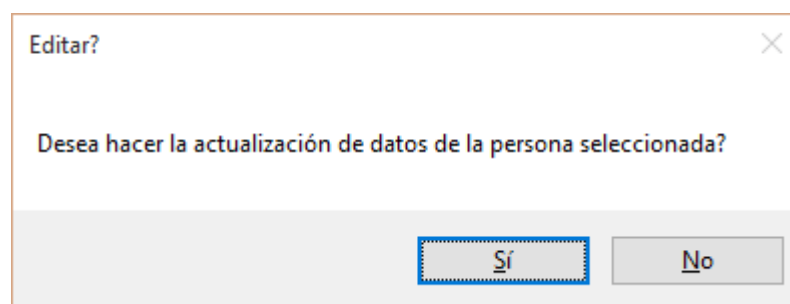 Editar?
Desea hacer la actualización de datos de la persona seleccionada?
Sí
No